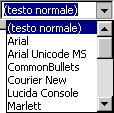 (testo normale)
(testo normale)
Arial
Arial Unicode MS
CommonBullets
Courier New
Lucida Console
Marlett